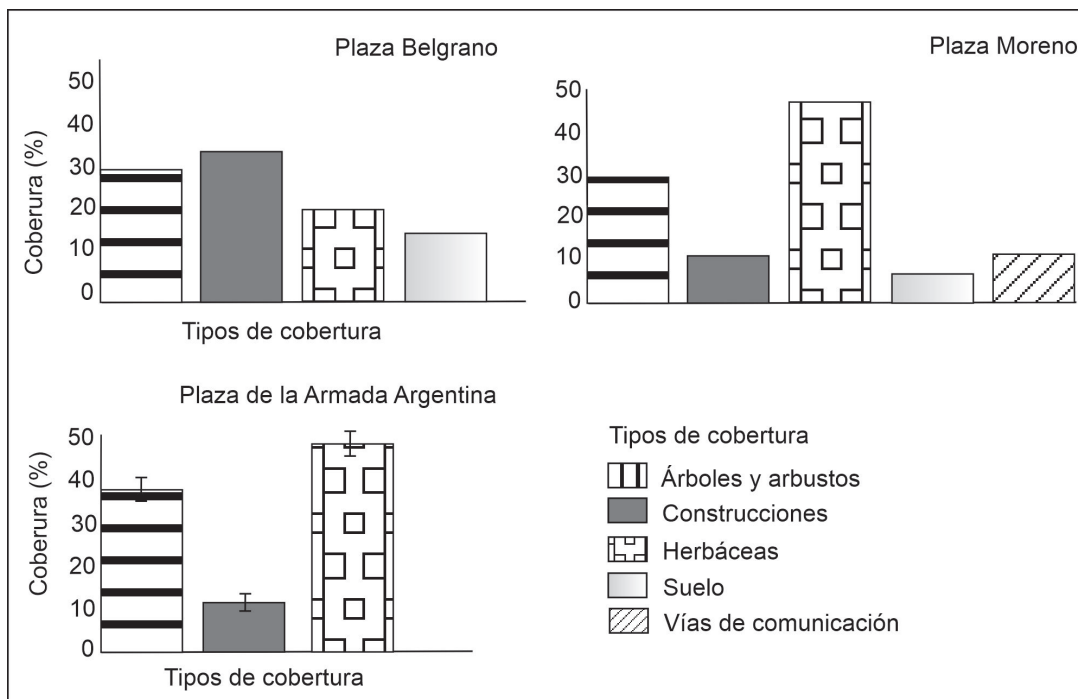 Plaza Belgrano
Coberura (%)
50
40
30
20
10
0
Tipos de cobertura
Plaza Moreno
50
40
30
20
10
0
Plaza de la Armada Argentina
Coberura (%)
50
40
30
20
10
0
Tipos de cobertura
Tipos de cobertura
Árboles y arbustos
Construcciones
Herbáceas
Suelo
Vías de comunicación